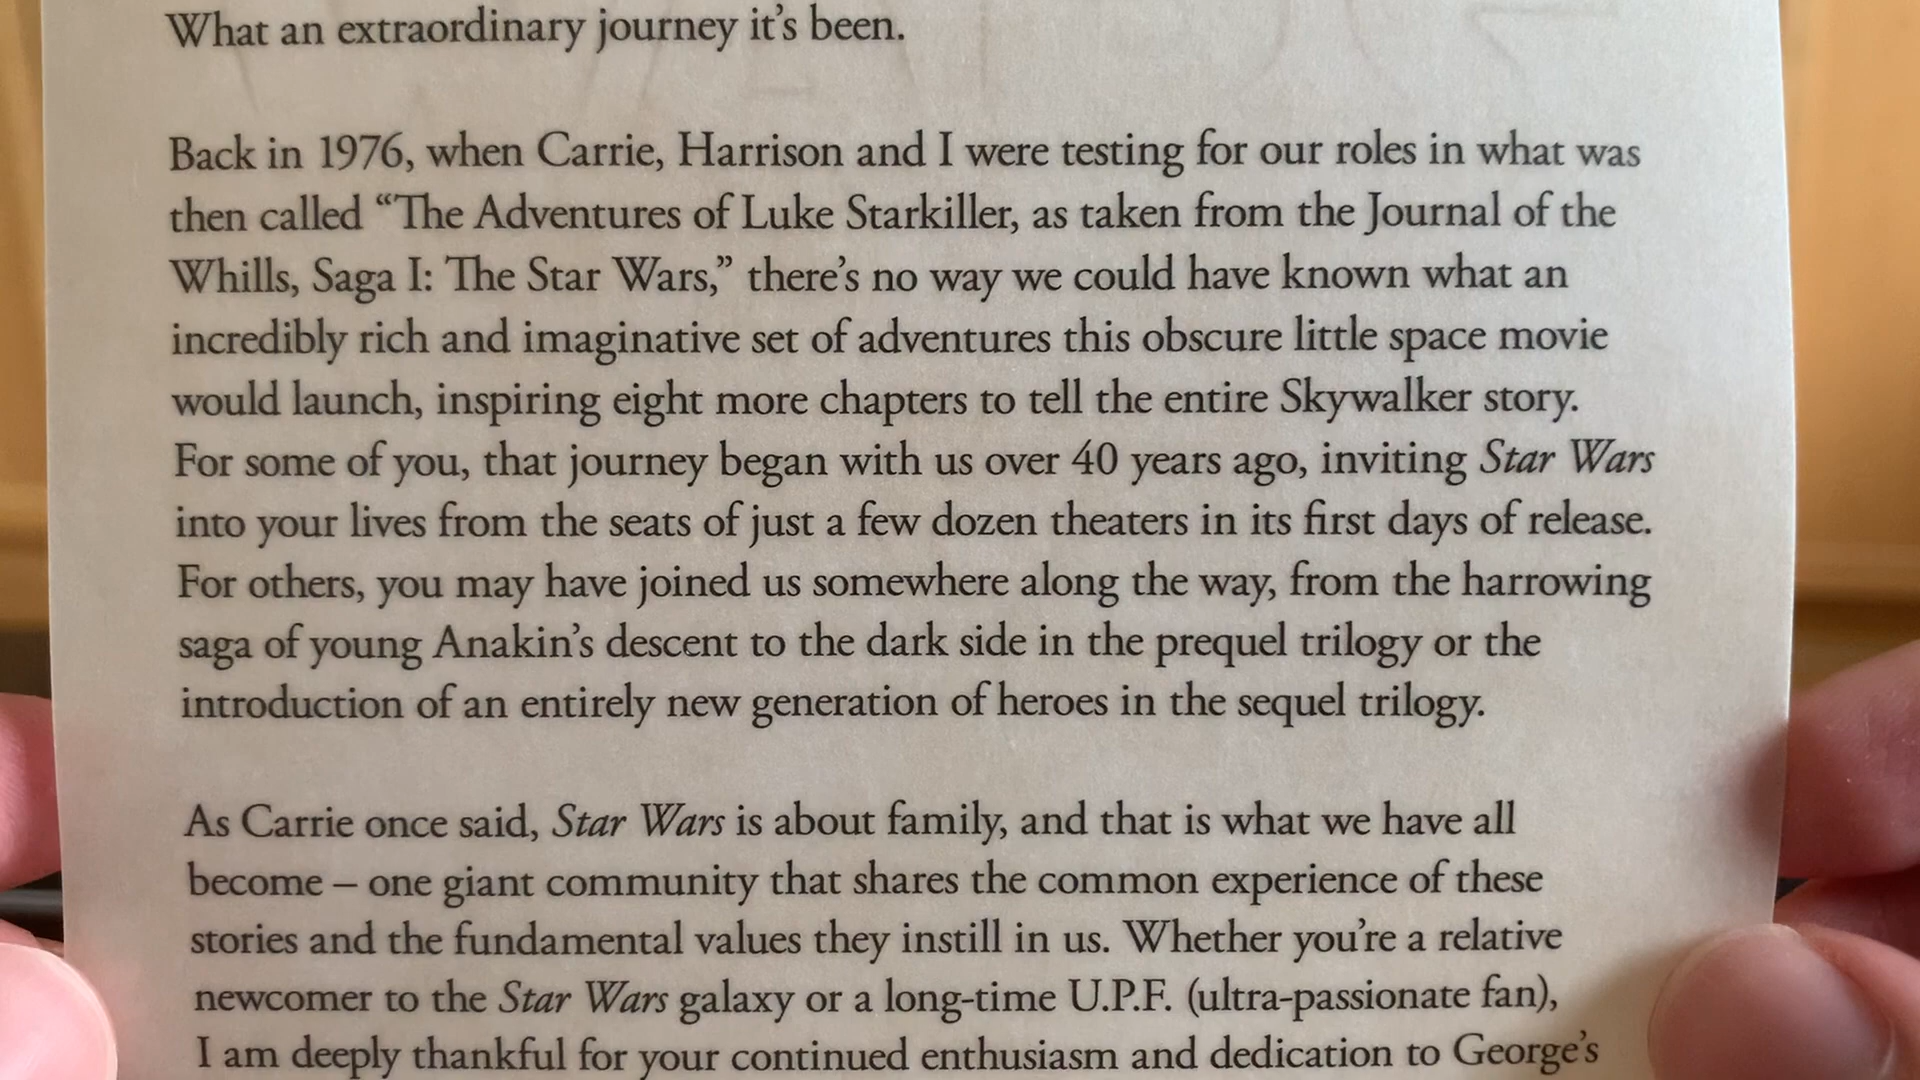 What an extraordinary journey it's been.
Back in 1976, when Carrie, Harrison and I were testing for our roles in what was
then called “The Adventures of Luke Starkiller, as taken from the Journal of the
Whills, Saga I: The Star Wars,” there's no way we could have known what an
incredibly rich and imaginative set of adventures this obscure little space movie
would launch, inspiring eight more chapters to tell the entire Skywalker story.
For some of you, that journey began with us over 40 years ago, inviting Star Wars
into your lives from the seats of just a few dozen theaters in its first days of release.
For others, you may have joined us somewhere along the way, from the harrowing
saga of young Anakin's descent to the dark side in the prequel trilogy or the
introduction of an entirely new generation of heroes in the sequel trilogy.
As Carrie once said, Star Wars is about family, and that is what we have all
become – one giant community that shares the common experience of these
stories and the fundamental values they instill in us. Whether you're a relative
newcomer to the Star Wars galaxy or a long-time U.P.F. (ultra-passionate fan),
I am deeply thankful for your continued enthusiasm and dedication to George's